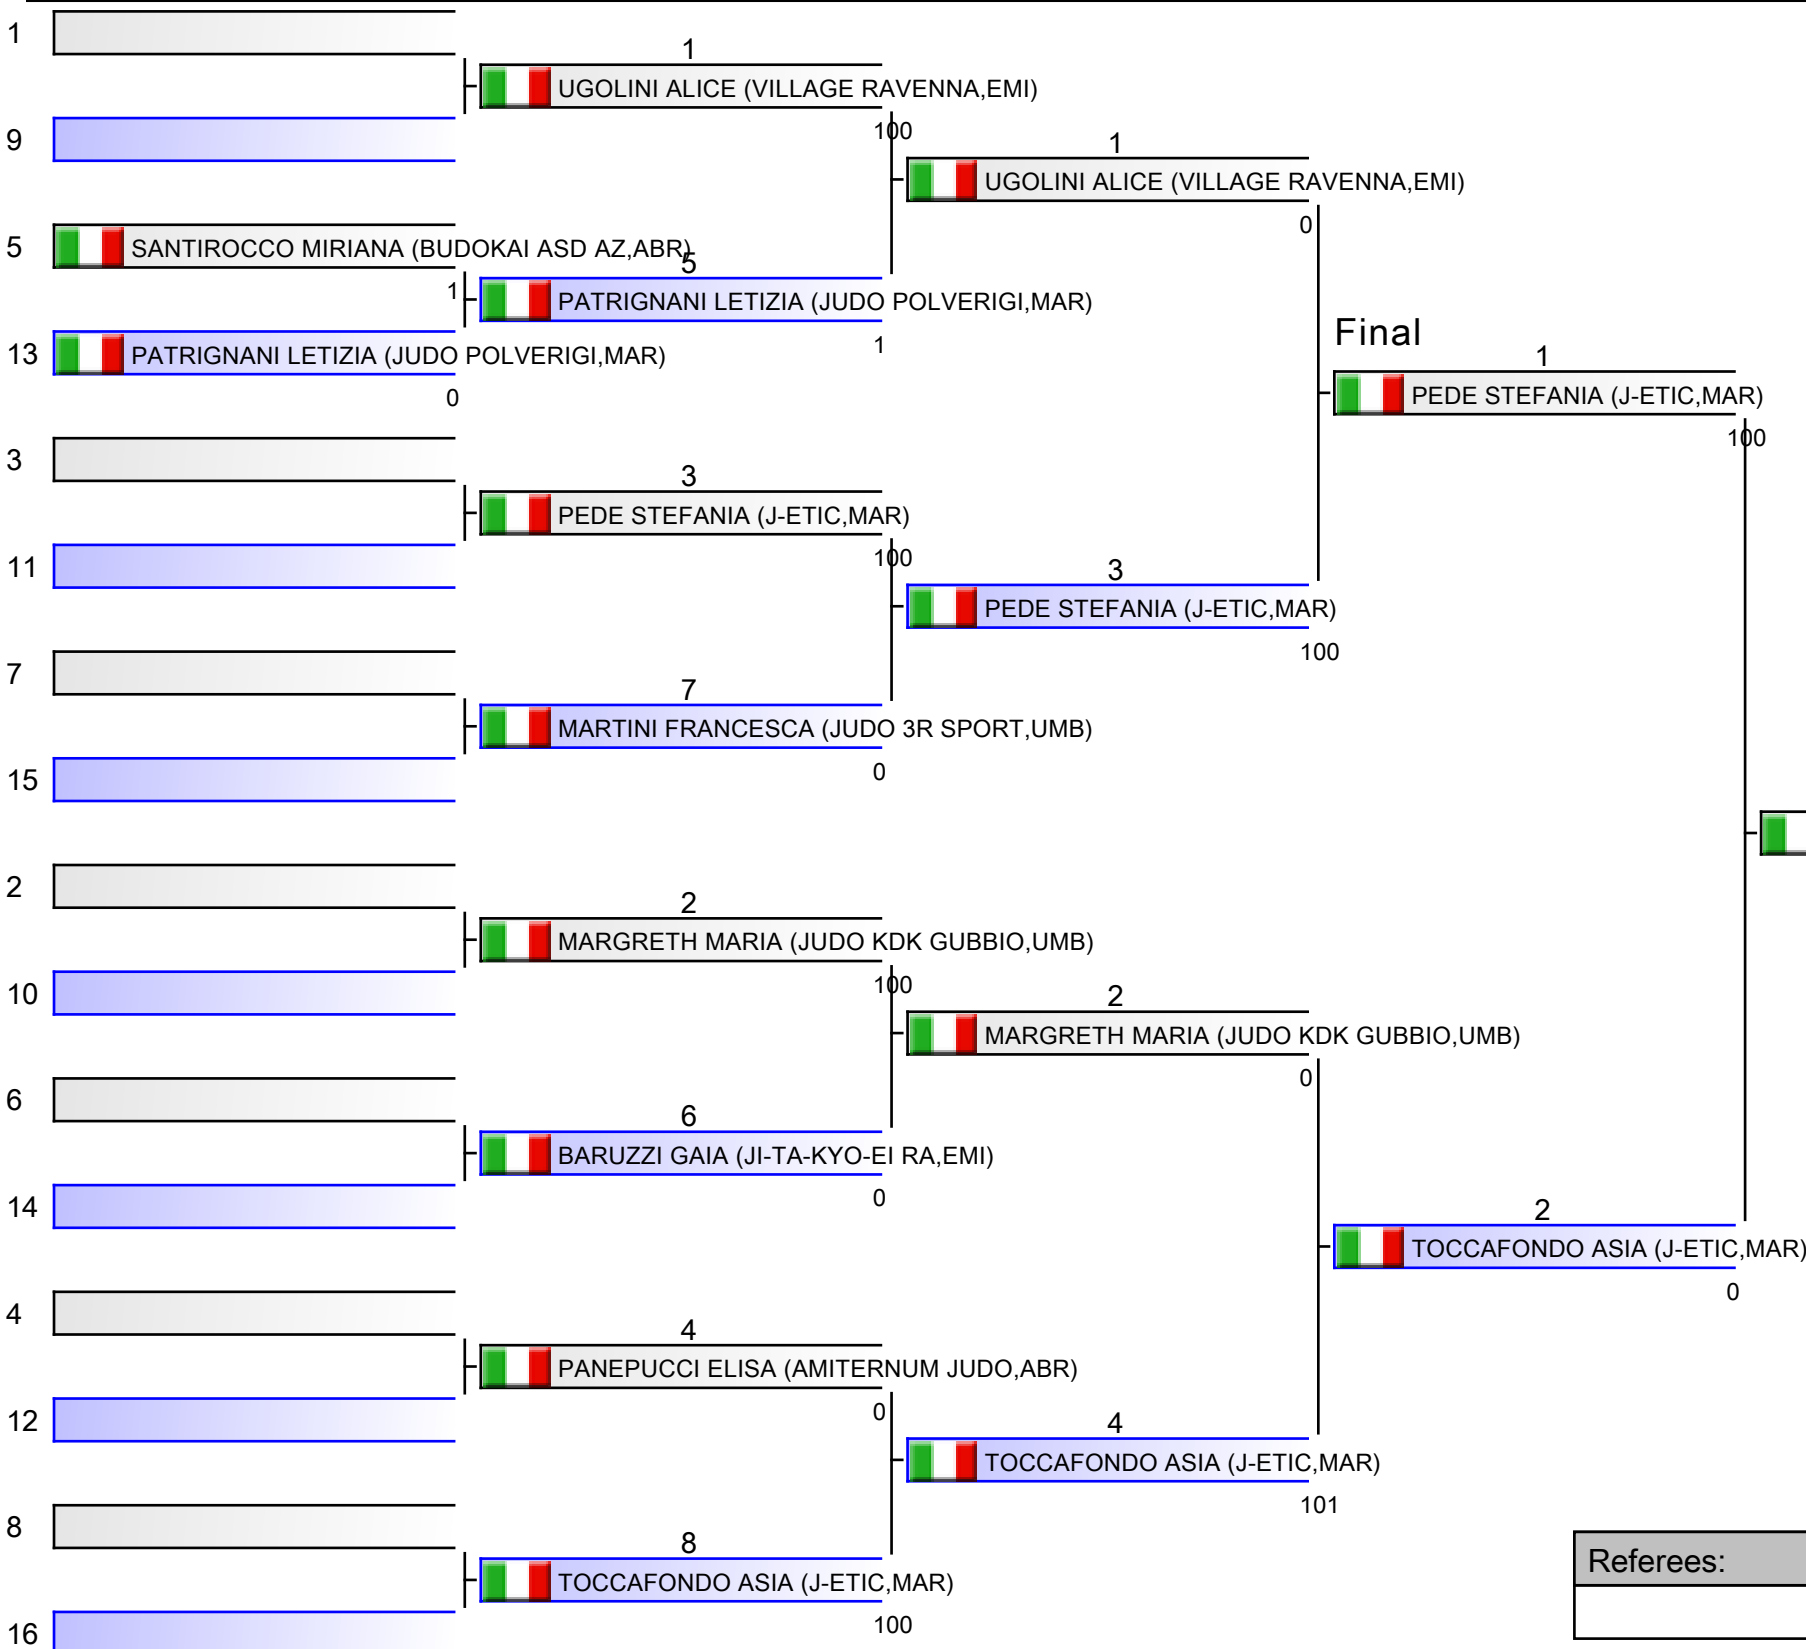 1
1
UGOLINI ALICE (VILLAGE RAVENNA,EMI)
9
100
1
UGOLINI ALICE (VILLAGE RAVENNA,EMI)
0
5
SANTIROCCO MIRIANA (BUDOKAI ASD AZ,ABR)
5
1
PATRIGNANI LETIZIA (JUDO POLVERIGI,MAR)
1
13
PATRIGNANI LETIZIA (JUDO POLVERIGI,MAR)
0
Final
1
PEDE STEFANIA (J-ETIC,MAR)
100
3
3
PEDE STEFANIA (J-ETIC,MAR)
100
11
3
PEDE STEFANIA (J-ETIC,MAR)
100
7
7
MARTINI FRANCESCA (JUDO 3R SPORT,UMB)
0
15
2
2
MARGRETH MARIA (JUDO KDK GUBBIO,UMB)
100
10
2
MARGRETH MARIA (JUDO KDK GUBBIO,UMB)
0
6
6
BARUZZI GAIA (JI-TA-KYO-EI RA,EMI)
0
14
2
TOCCAFONDO ASIA (J-ETIC,MAR)
0
4
4
PANEPUCCI ELISA (AMITERNUM JUDO,ABR)
0
12
4
TOCCAFONDO ASIA (J-ETIC,MAR)
101
8
8
TOCCAFONDO ASIA (J-ETIC,MAR)
100
16
Referees: